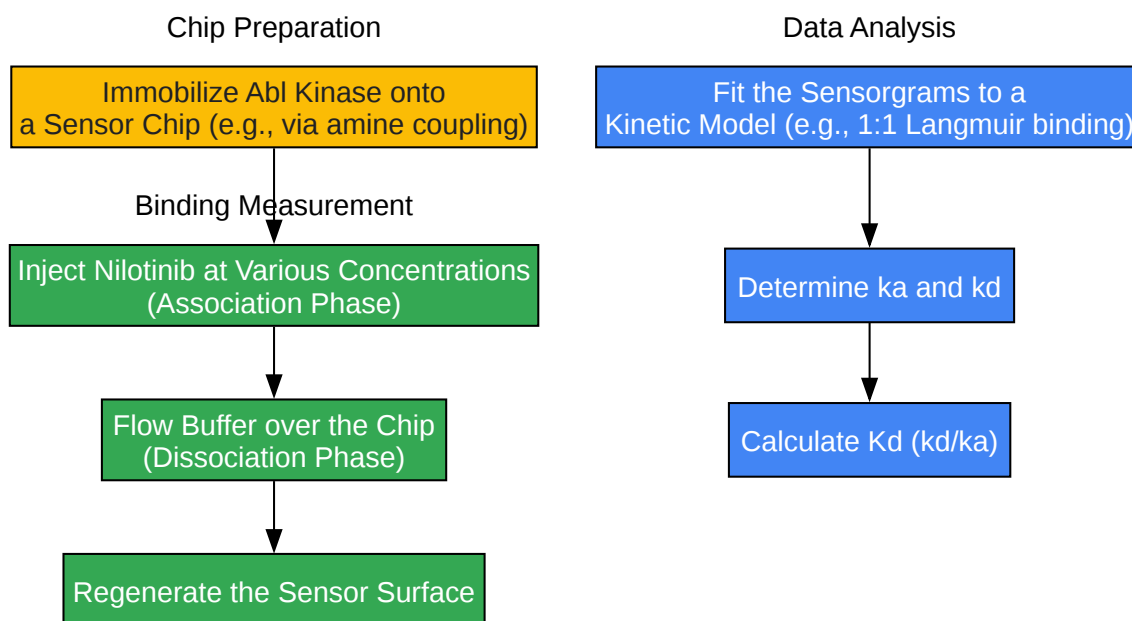 Chip Preparation
Immobilize Abl Kinase onto
a Sensor Chip (e.g., via amine coupling)
Binding Measurement
Inject Nilotinib at Various Concentrations
(Association Phase)
Flow Buffer over the Chip
(Dissociation Phase)
Regenerate the Sensor Surface
Data Analysis
Fit the Sensorgrams to a
Kinetic Model (e.g., 1:1 Langmuir binding)
Determine ka and kd
Calculate Kd (kd/ka)